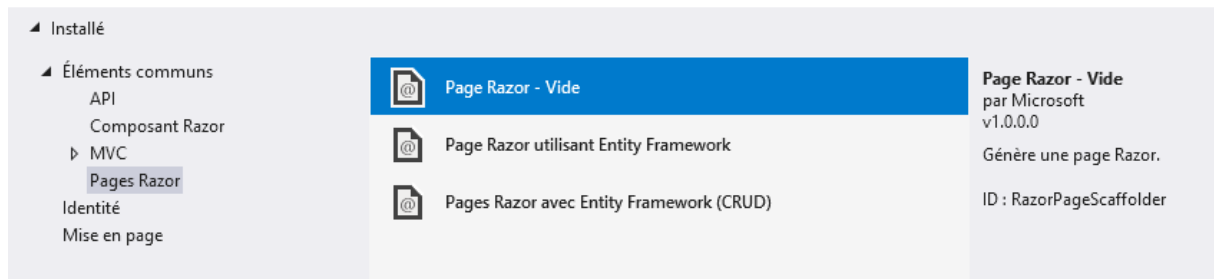 Installé
Éléments communs
API
Composant Razor
MVC
Pages Razor
Identité
Mise en page
@ Page Razor - Vide
@ Page Razor utilisant Entity Framework
@ Pages Razor avec Entity Framework (CRUD)
Page Razor - Vide
par Microsoft
v1.0.0.0
Génère une page Razor.
ID : RazorPageScaffolder